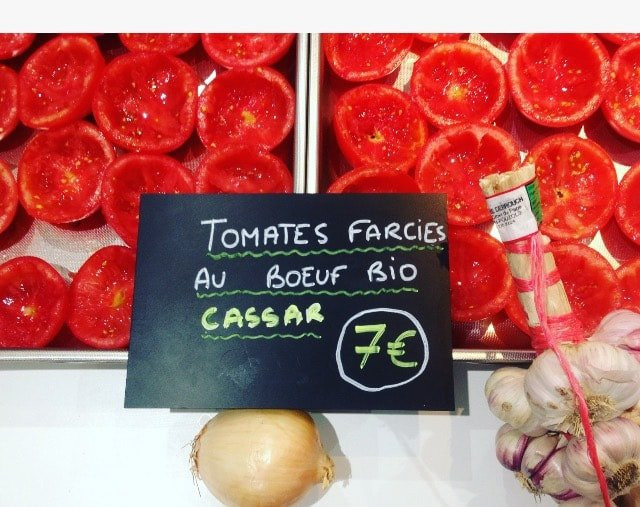 TOMATES FARCIES
AU BOEUF BIO
CASSAR
7€